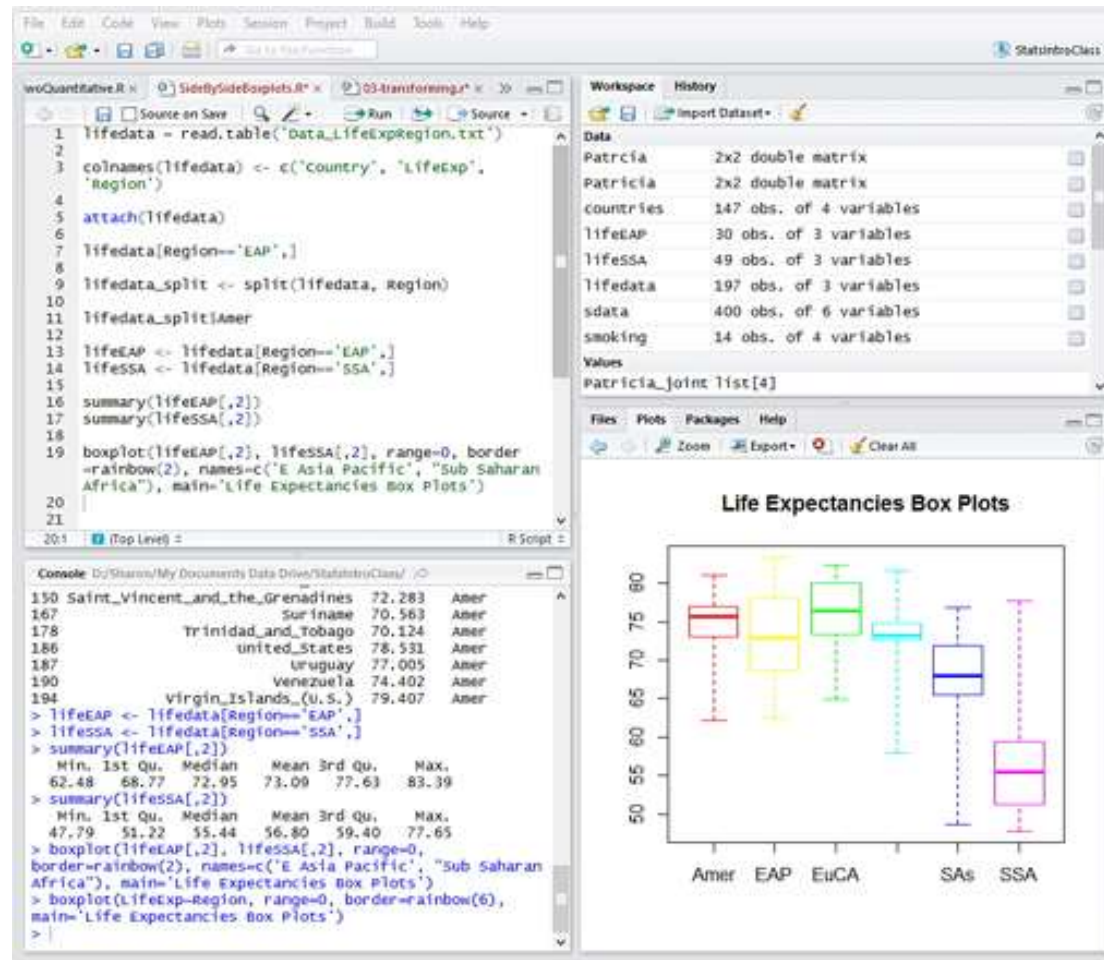 File Edit Code View Plots Session Project Build Tools Help
Go to file/function
StatsIntroClass
woQuantitative.R × SideBySideBoxplots.R* × 03-transforming.r* ×
Source on Save Run Source
1 lifedata = read.table('Data_LifeExpRegion.txt')
2
3 colnames(lifedata) <- c('Country', 'LifeExp',
'Region')
4
5 attach(lifedata)
6
7 lifedata[Region=='EAP',]
8
9 lifedata_split <- split(lifedata, Region)
10
11 lifedata_split$Amer
12
13 lifeEAP <- lifedata[Region=='EAP',]
14 lifeSSA <- lifedata[Region=='SSA',]
15
16 summary(lifeEAP[,2])
17 summary(lifeSSA[,2])
18
19 boxplot(lifeEAP[,2], lifeSSA[,2], range=0, border
=rainbow(2), names=c('E Asia Pacific', "Sub Saharan
Africa"), main='Life Expectancies Box Plots')
20
21
20:1 (Top Level) R Script
Console D:/Sharon/My Documents Data Drive/StatsIntroClass/
150 Saint_Vincent_and_the_Grenadines 72.283 Amer
167 Suriname 70.563 Amer
178 Trinidad_and_Tobago 70.124 Amer
186 United_States 78.531 Amer
187 Uruguay 77.005 Amer
190 Venezuela 74.402 Amer
194 Virgin_Islands_(U.S.) 79.407 Amer
> lifeEAP <- lifedata[Region=='EAP',]
> lifeSSA <- lifedata[Region=='SSA',]
> summary(lifeEAP[,2])
Min. 1st Qu. Median Mean 3rd Qu. Max.
62.48 68.77 72.95 73.09 77.63 83.39
> summary(lifeSSA[,2])
Min. 1st Qu. Median Mean 3rd Qu. Max.
47.79 51.22 55.44 56.80 59.40 77.65
> boxplot(lifeEAP[,2], lifeSSA[,2], range=0,
border=rainbow(2), names=c('E Asia Pacific', "Sub Saharan
Africa"), main='Life Expectancies Box Plots')
> boxplot(LifeExp~Region, range=0, border=rainbow(6),
main='Life Expectancies Box Plots')
>
Workspace History
Import Dataset
Data
Patrcia 2x2 double matrix
Patricia 2x2 double matrix
countries 147 obs. of 4 variables
lifeEAP 30 obs. of 3 variables
lifeSSA 49 obs. of 3 variables
lifedata 197 obs. of 3 variables
sdata 400 obs. of 6 variables
smoking 14 obs. of 4 variables
Values
Patricia_joint list[4]
Files Plots Packages Help
Zoom Export Clear All
Life Expectancies Box Plots
80
75
70
65
60
55
50
Amer EAP EuCA SAs SSA